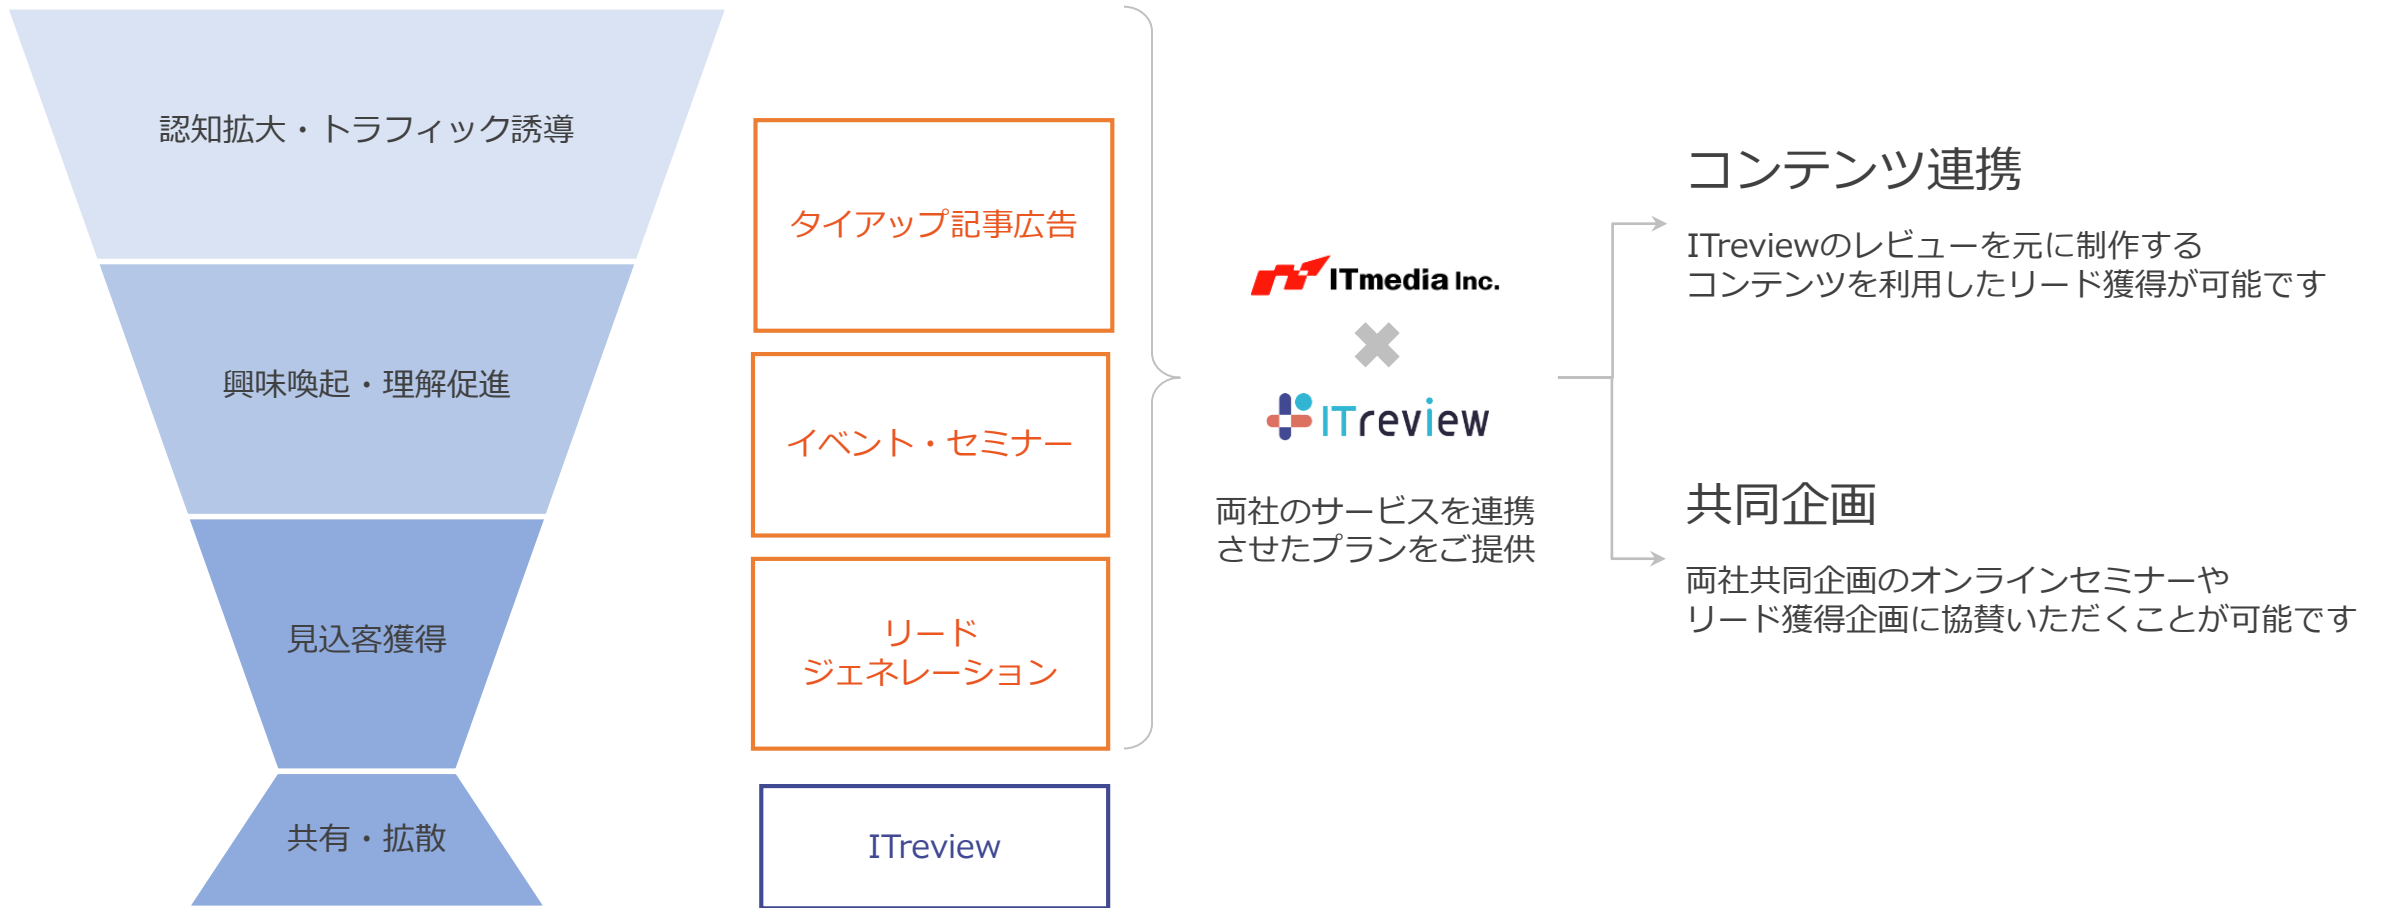 認知拡大・トラフィック誘導
興味喚起・理解促進
見込客獲得
共有・拡散
タイアップ記事広告
イベント・セミナー
リード
ジェネレーション
ITreview
ITmedia Inc.
ITreview
両社のサービスを連携
させたプランをご提供
コンテンツ連携
ITreviewのレビューを元に制作する
コンテンツを利用したリード獲得が可能です
共同企画
両社共同企画のオンラインセミナーや
リード獲得企画に協賛いただくことが可能です